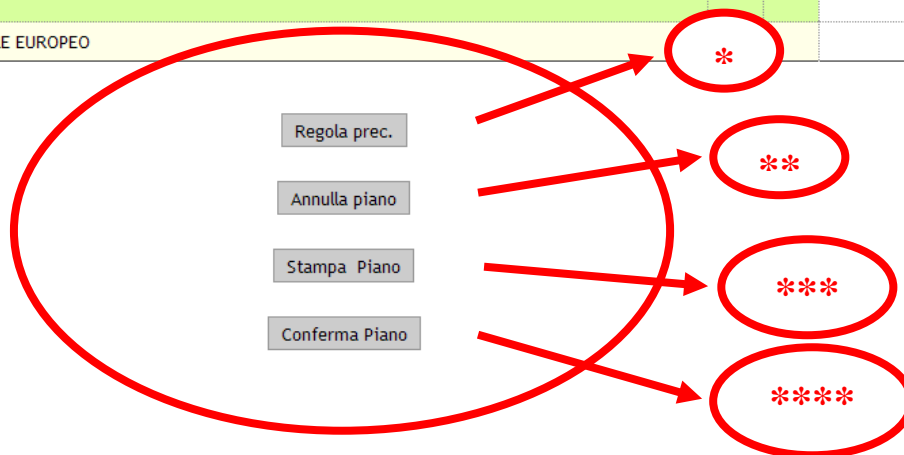 EUROPEO
*
Regola prec.
**
Annulla piano
Stampa Piano
***
Conferma Piano
****